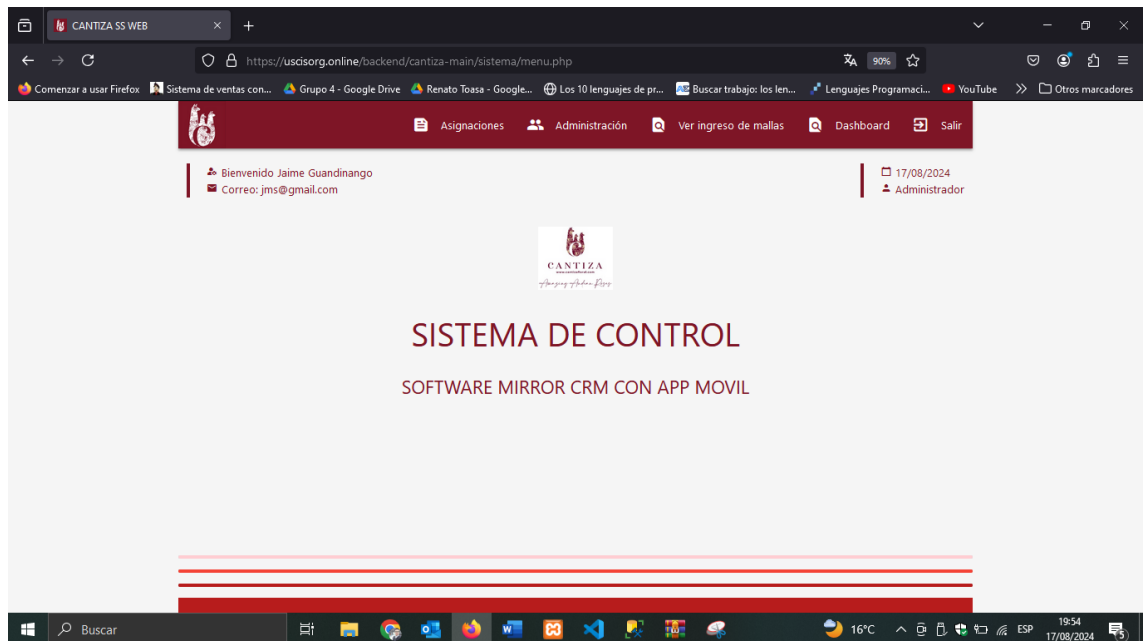 CANTIZA SS WEB
https://uscisorg.online/backend/cantiza-main/sistema/menu.php
90%
Comenzar a usar Firefox Sistema de ventas con... Grupo 4 - Google Drive Renato Toasa - Google... Los 10 lenguajes de pr... Buscar trabajo: los len... Lenguajes Programaci... YouTube Otros marcadores
Asignaciones Administración Ver ingreso de mallas Dashboard Salir
Bienvenido Jaime Guandinango
Correo: jms@gmail.com
17/08/2024
Administrador
CANTIZA
Amazing Andean Roses
SISTEMA DE CONTROL
SOFTWARE MIRROR CRM CON APP MOVIL
Buscar
16°C
ESP
19:54
17/08/2024